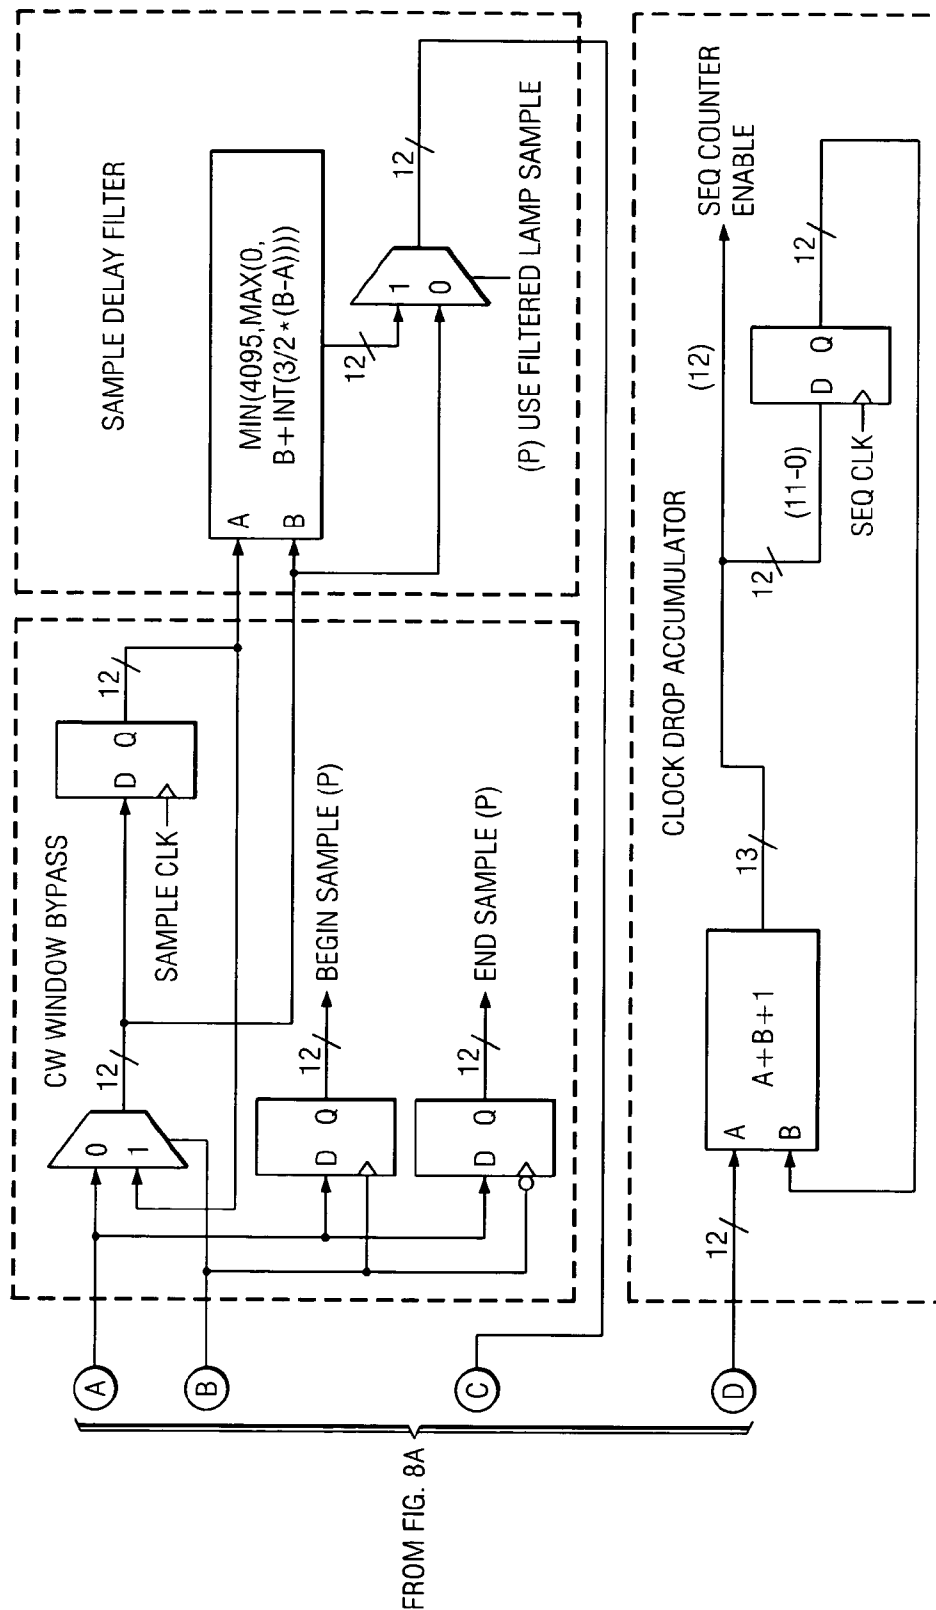 FROM FIG. 8A
A
B
C
D
CW WINDOW BYPASS
0
1
12
D Q
SAMPLE CLK
12
D Q
12
BEGIN SAMPLE (P)
D Q
12
END SAMPLE (P)
SAMPLE DELAY FILTER
A
B
MIN(4095,MAX(0,
B+INT(3/2*(B-A))))
12
1
0
12
(P) USE FILTERED LAMP SAMPLE
CLOCK DROP ACCUMULATOR
12
A
B
A+B+1
13
(12)
SEQ COUNTER
ENABLE
12
(11-0)
D Q
SEQ CLK
12